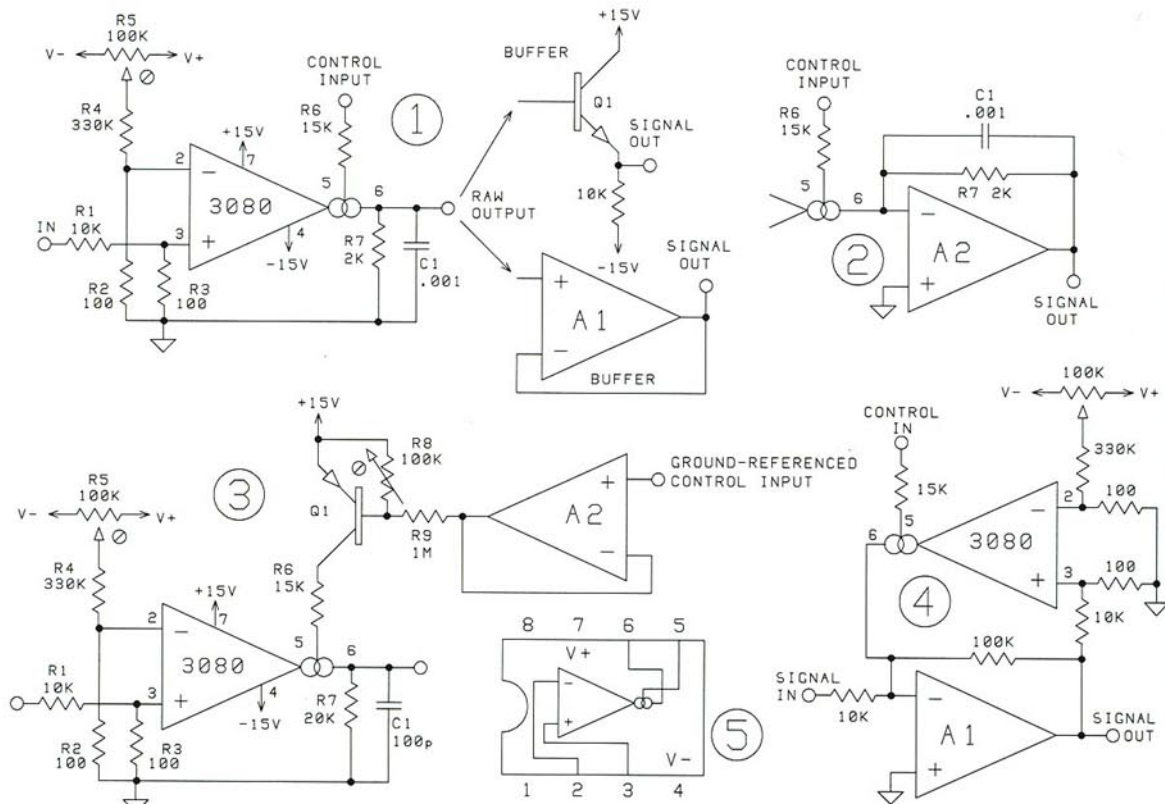 R5
100K
V-
V+
∅
R4
330K
+15V
7
2
−
3080
3
+
4
-15V
IN
R1
10K
R2
100
R3
100
CONTROL
INPUT
R6
15K
1
5
6
R7
2K
C1
.001
RAW
OUTPUT
BUFFER
+15V
Q1
SIGNAL
OUT
10K
-15V
SIGNAL
OUT
+
A1
−
BUFFER
CONTROL
INPUT
R6
15K
5
6
C1
.001
R7 2K
−
A2
+
2
SIGNAL
OUT
3
R5
100K
V-
V+
∅
R4
330K
+15V
7
2
−
3080
3
+
4
-15V
R1
10K
R2
100
R3
100
+15V
∅
R8
100K
Q1
R9
1M
R6
15K
5
6
R7
20K
C1
100p
+
A2
−
GROUND-REFERENCED
CONTROL INPUT
8 7 6 5
V+
−
+
V-
1 2 3 4
5
100K
V-
V+
CONTROL
IN
330K
15K
5
6
2
−
100
3080
3
+
100
4
10K
100K
SIGNAL
IN
10K
−
A1
+
SIGNAL
OUT